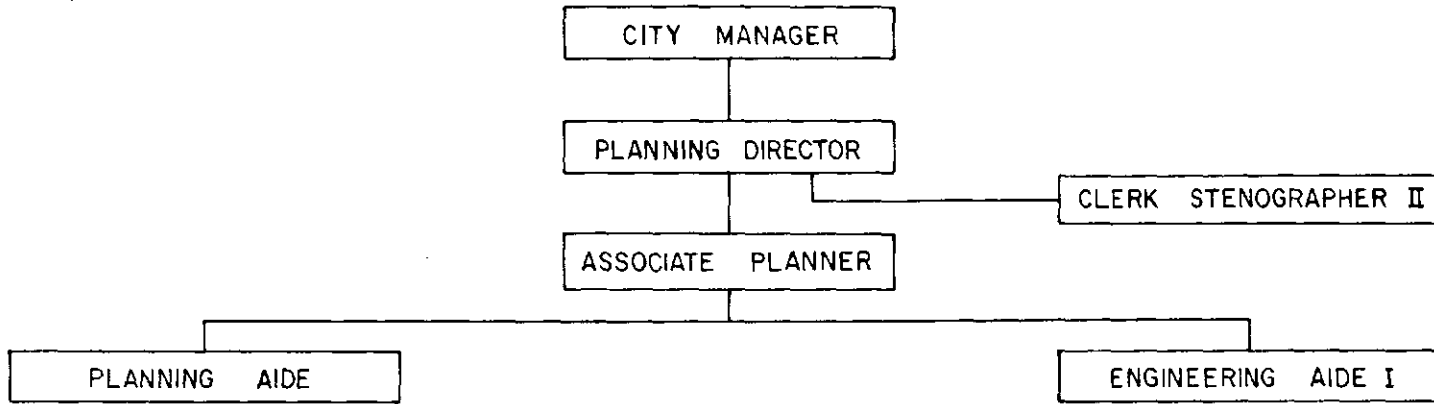 CITY MANAGER
PLANNING DIRECTOR
CLERK STENOGRAPHER II
ASSOCIATE PLANNER
PLANNING AIDE
ENGINEERING AIDE I